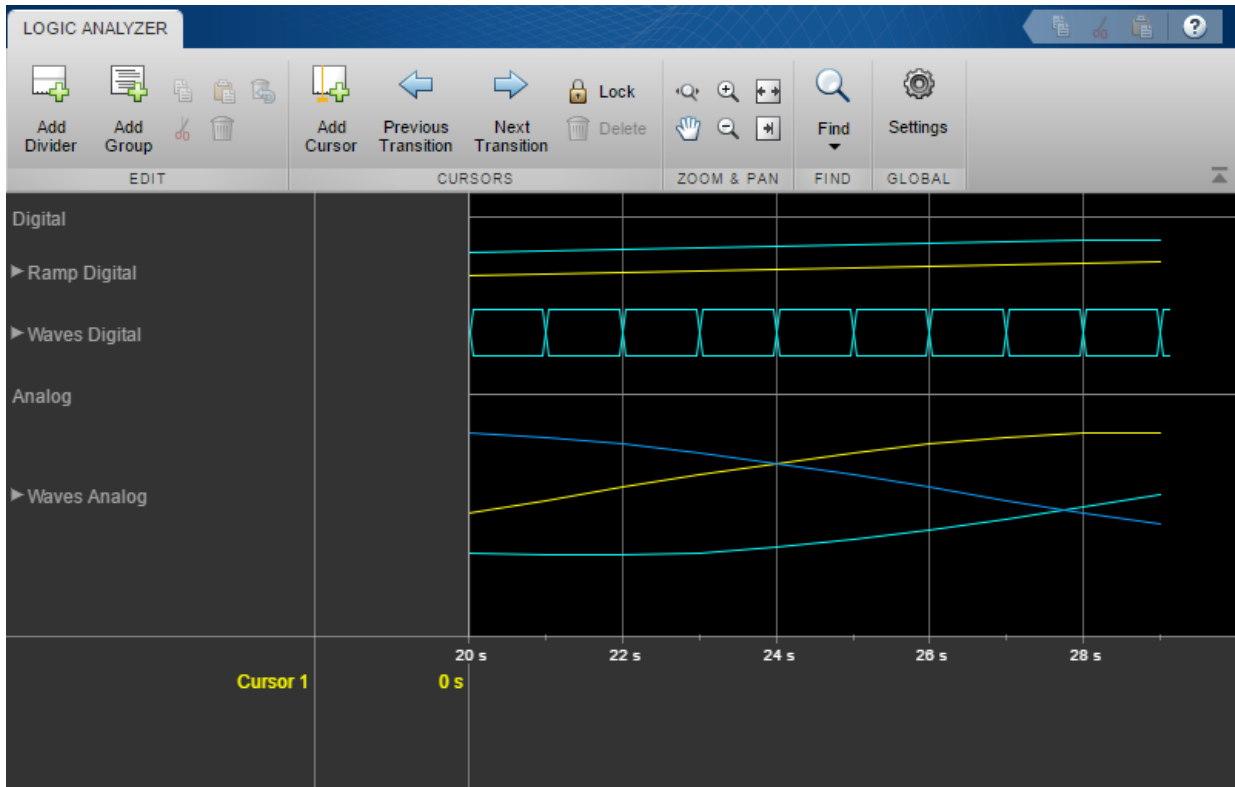 LOGIC ANALYZER
?
Add Divider
Add Group
Add Cursor
Previous Transition
Next Transition
Lock
Delete
Find
Settings
EDIT
CURSORS
ZOOM & PAN
FIND
GLOBAL
Digital
Ramp Digital
Waves Digital
Analog
Waves Analog
20 s 22 s 24 s 26 s 28 s
Cursor 1 0 s